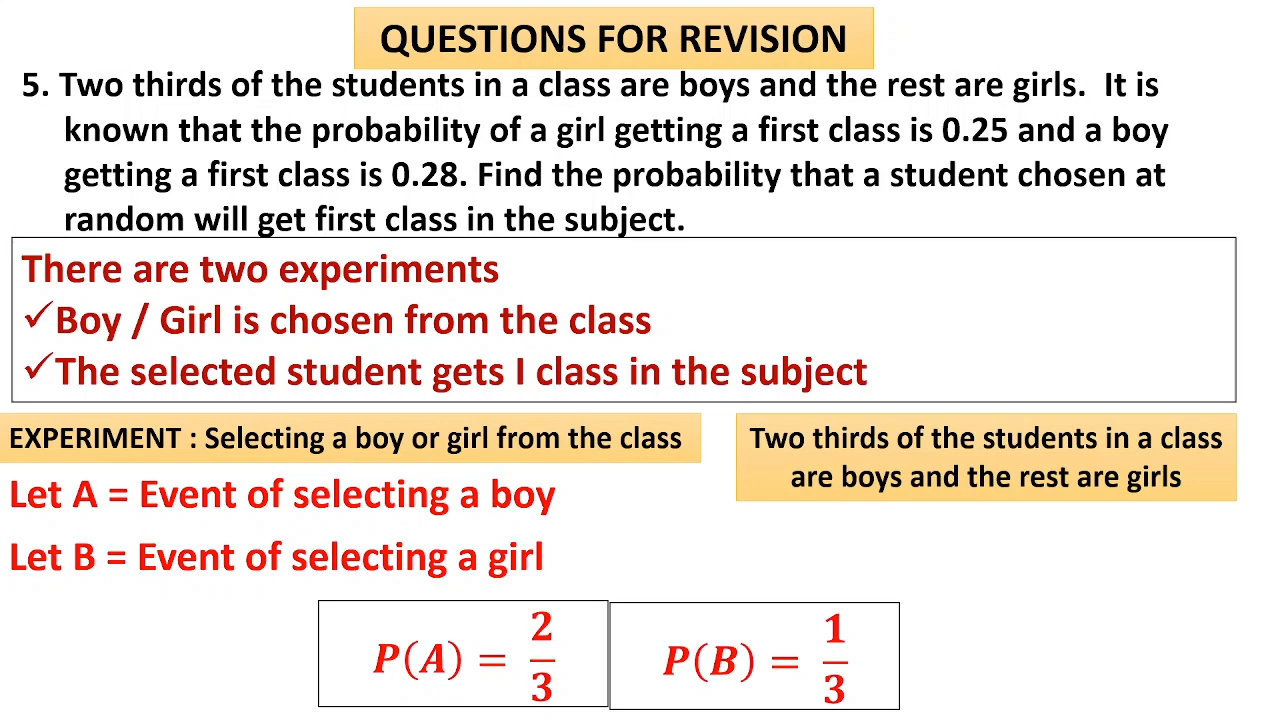 QUESTIONS FOR REVISION
5. Two thirds of the students in a class are boys and the rest are girls. It is
known that the probability of a girl getting a first class is 0.25 and a boy
getting a first class is 0.28. Find the probability that a student chosen at
random will get first class in the subject.
There are two experiments
✓Boy / Girl is chosen from the class
✓The selected student gets I class in the subject
EXPERIMENT : Selecting a boy or girl from the class
Two thirds of the students in a class
are boys and the rest are girls
Let A = Event of selecting a boy
Let B = Event of selecting a girl
P(A) = 2/3
P(B) = 1/3